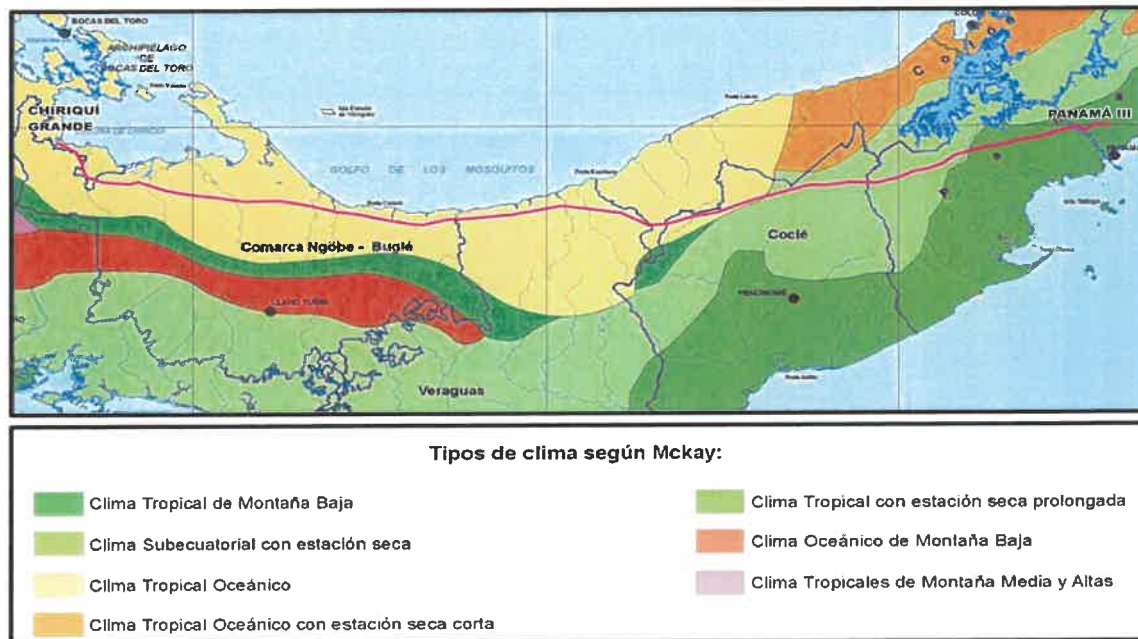 BOCAS DEL TORO
ARCHIPIÉLAGO
DE
BOCAS DEL TORO
CHIRIQUÍ
GRANDE
GOLFO DE LOS MOSQUITOS
PANAMÁ III
Comarca Ngöbe - Buglé
Coclé
Veraguas
Tipos de clima según Mckay:
Clima Tropical de Montaña Baja
Clima Subecuatorial con estación seca
Clima Tropical Oceánico
Clima Tropical Oceánico con estación seca corta
Clima Tropical con estación seca prolongada
Clima Oceánico de Montaña Baja
Clima Tropicales de Montaña Media y Altas